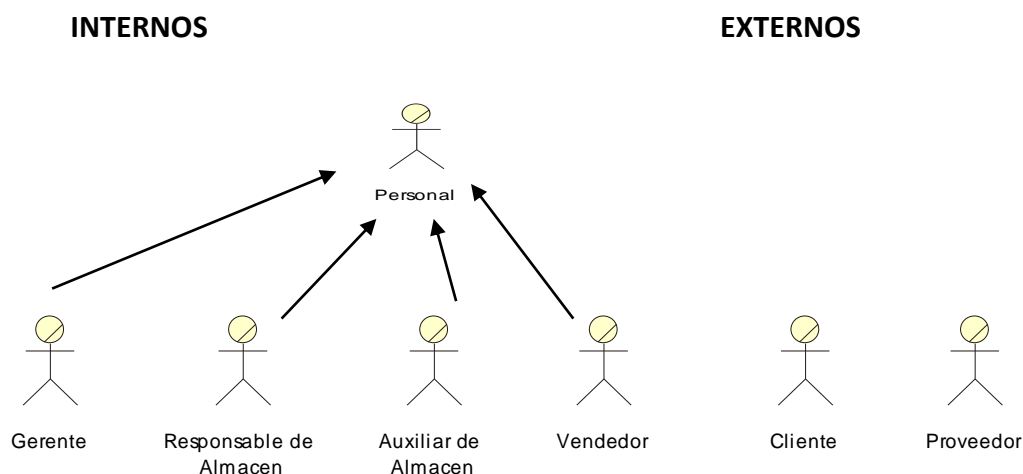 INTERNOS
EXTERNOS
Personal
Gerente
Responsable de
Almacen
Auxiliar de
Almacen
Vendedor
Cliente
Proveedor